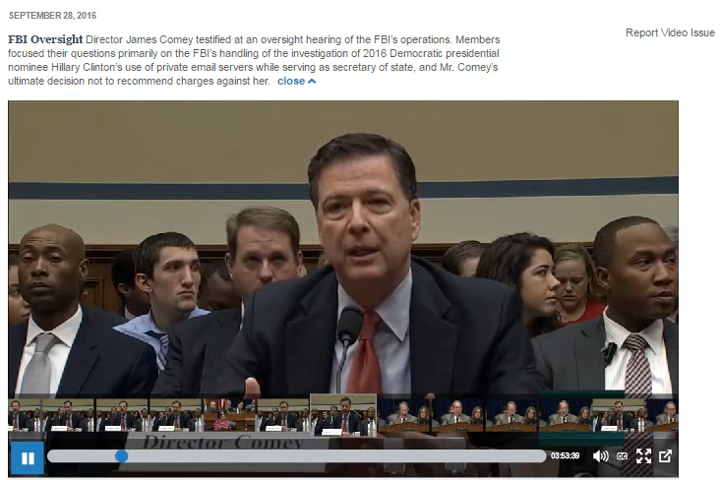 SEPTEMBER 28, 2016
Report Video Issue
FBI Oversight Director James Comey testified at an oversight hearing of the FBI's operations. Members
focused their questions primarily on the FBI's handling of the investigation of 2016 Democratic presidential
nominee Hillary Clinton's use of private email servers while serving as secretary of state, and Mr. Comey's
ultimate decision not to recommend charges against her. close
Director Comey
03:53:39
CC